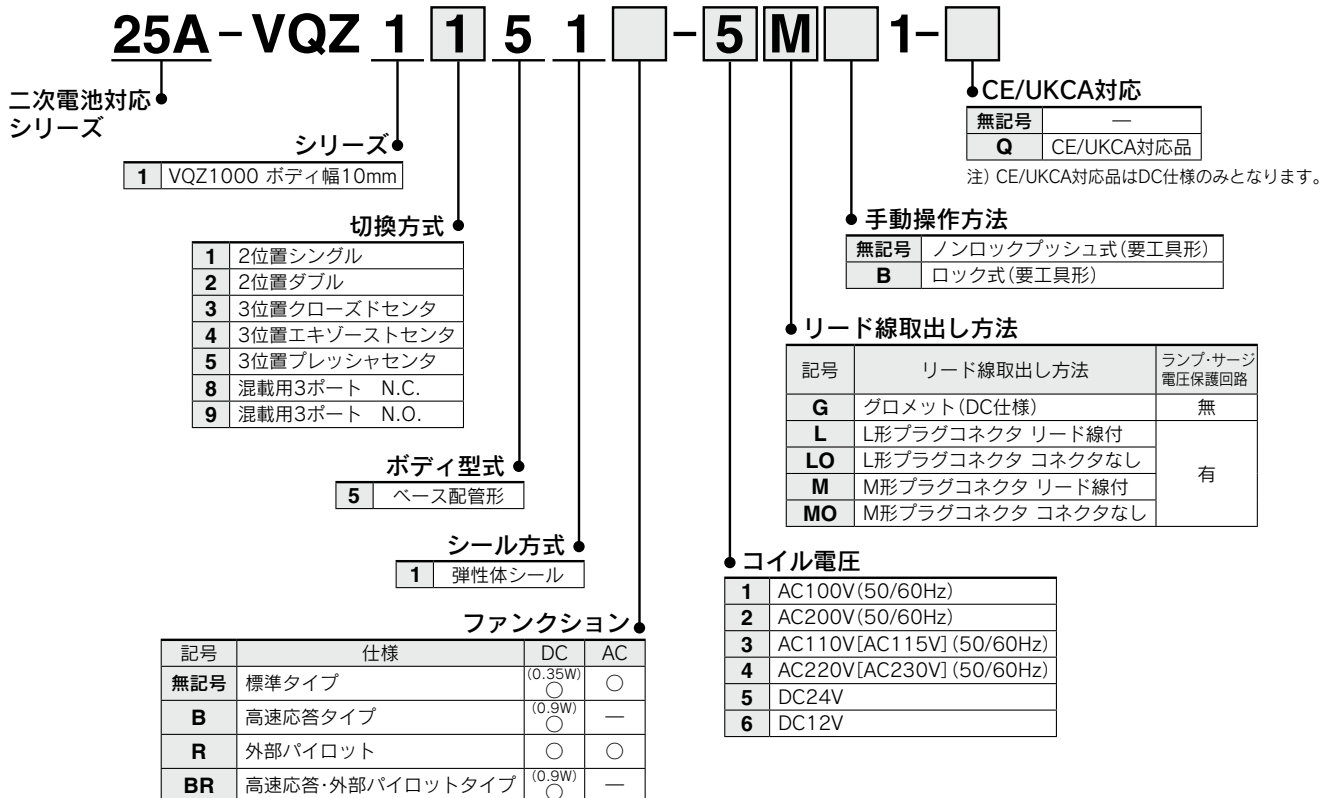 25A-VQZ 1 1 5 1 -5 M 1-
二次電池対応
シリーズ
シリーズ
1 VQZ1000 ボディ幅10mm
切換方式
1 2位置シングル
2 2位置ダブル
3 3位置クローズドセンタ
4 3位置エキゾーストセンタ
5 3位置プレッシャセンタ
8 混載用3ポート N.C.
9 混載用3ポート N.O.
ボディ型式
5 ベース配管形
シール方式
1 弾性体シール
ファンクション
記号 仕様 DC AC
無記号 標準タイプ (0.35W)○ ○
B 高速応答タイプ (0.9W)○ —
R 外部パイロット ○ ○
BR 高速応答・外部パイロットタイプ (0.9W)○ —
CE/UKCA対応
無記号 —
Q CE/UKCA対応品
注）CE/UKCA対応品はDC仕様のみとなります。
手動操作方法
無記号 ノンロックプッシュ式(要工具形)
B ロック式(要工具形)
リード線取出し方法
記号 リード線取出し方法 ランプ・サージ
電圧保護回路
G グロメット(DC仕様) 無
L L形プラグコネクタ リード線付
LO L形プラグコネクタ コネクタなし
有
M M形プラグコネクタ リード線付
MO M形プラグコネクタ コネクタなし
コイル電圧
1 AC100V(50/60Hz)
2 AC200V(50/60Hz)
3 AC110V[AC115V](50/60Hz)
4 AC220V[AC230V](50/60Hz)
5 DC24V
6 DC12V